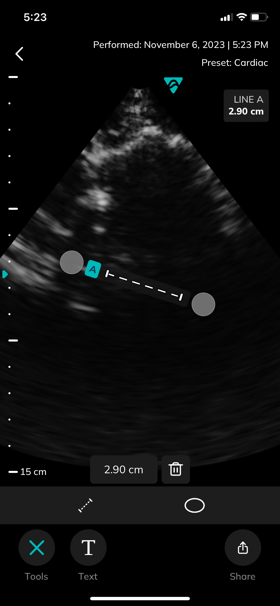 5:23
Performed: November 6, 2023 | 5:23 PM
Preset: Cardiac
LINE A
2.90 cm
A
15 cm
2.90 cm
T
Tools
Text
Share